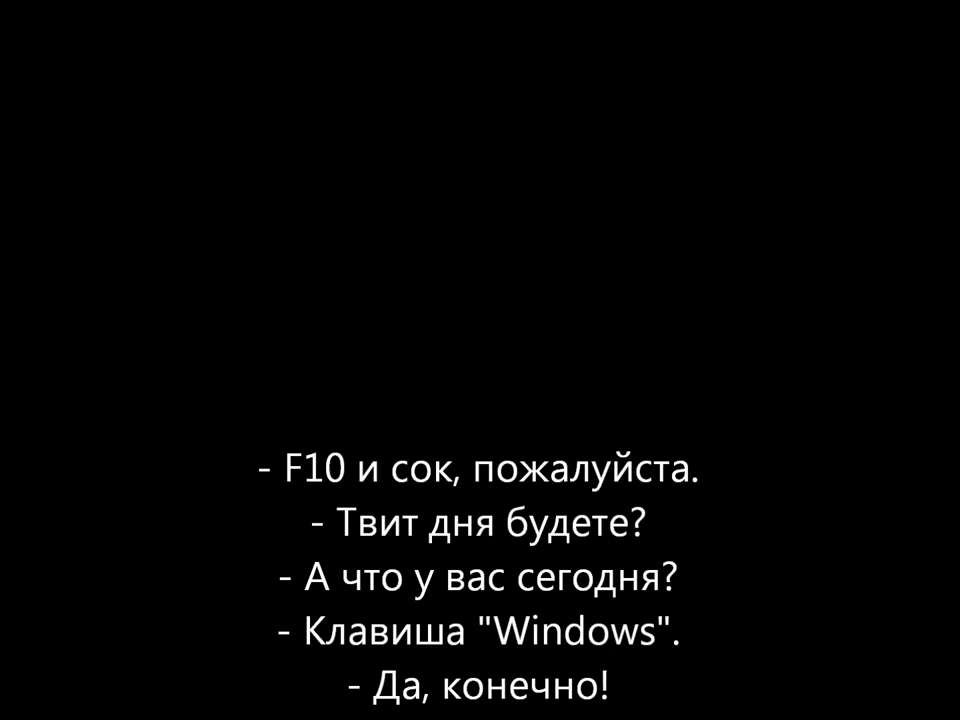 - F10 и сок, пожалуйста.
- Твит дня будете?
- А что у вас сегодня?
- Клавиша "Windows".
- Да, конечно!